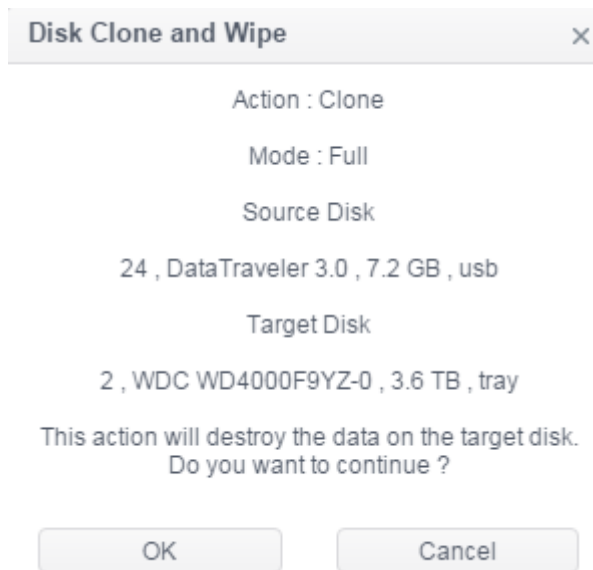 Disk Clone and Wipe
Action : Clone
Mode : Full
Source Disk
24 , DataTraveler 3.0 , 7.2 GB , usb
Target Disk
2 , WDC WD4000F9YZ-0 , 3.6 TB , tray
This action will destroy the data on the target disk.
Do you want to continue ?
OK
Cancel